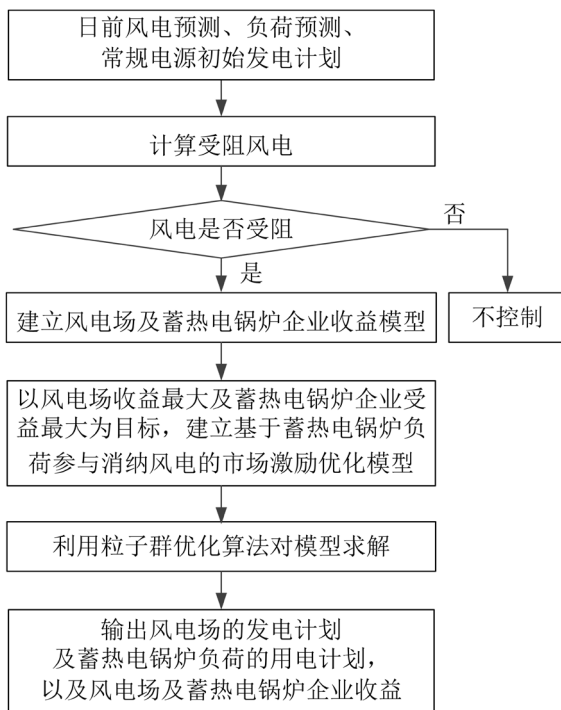 日前风电预测、负荷预测、
常规电源初始发电计划
计算受阻风电
风电是否受阻
否
是
建立风电场及蓄热电锅炉企业收益模型
不控制
以风电场收益最大及蓄热电锅炉企业受
益最大为目标，建立基于蓄热电锅炉负
荷参与消纳风电的市场激励优化模型
利用粒子群优化算法对模型求解
输出风电场的发电计划
及蓄热电锅炉负荷的用电计划，
以及风电场及蓄热电锅炉企业收益